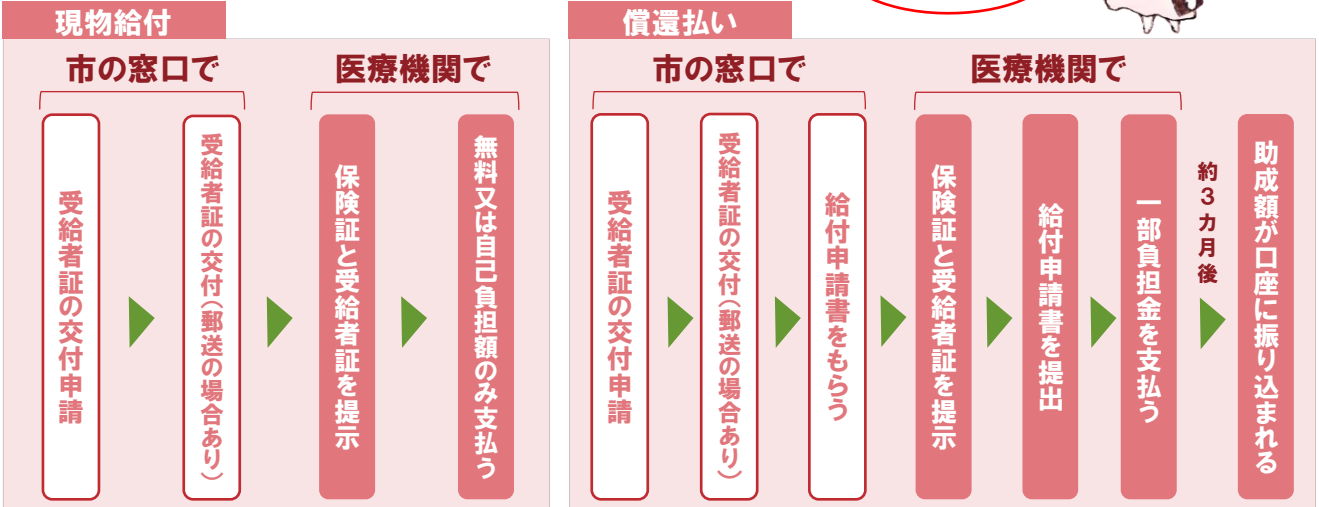 現物給付
市の窓口で
医療機関で
受給者証の交付申請
受給者証の交付（郵送の場合あり）
保険証と受給者証を提示
無料又は自己負担額のみ支払う
償還払い
市の窓口で
医療機関で
受給者証の交付申請
受給者証の交付（郵送の場合あり）
給付申請書をもらう
保険証と受給者証を提示
給付申請書を提出
一部負担金を支払う
約３カ月後
助成額が口座に振り込まれる